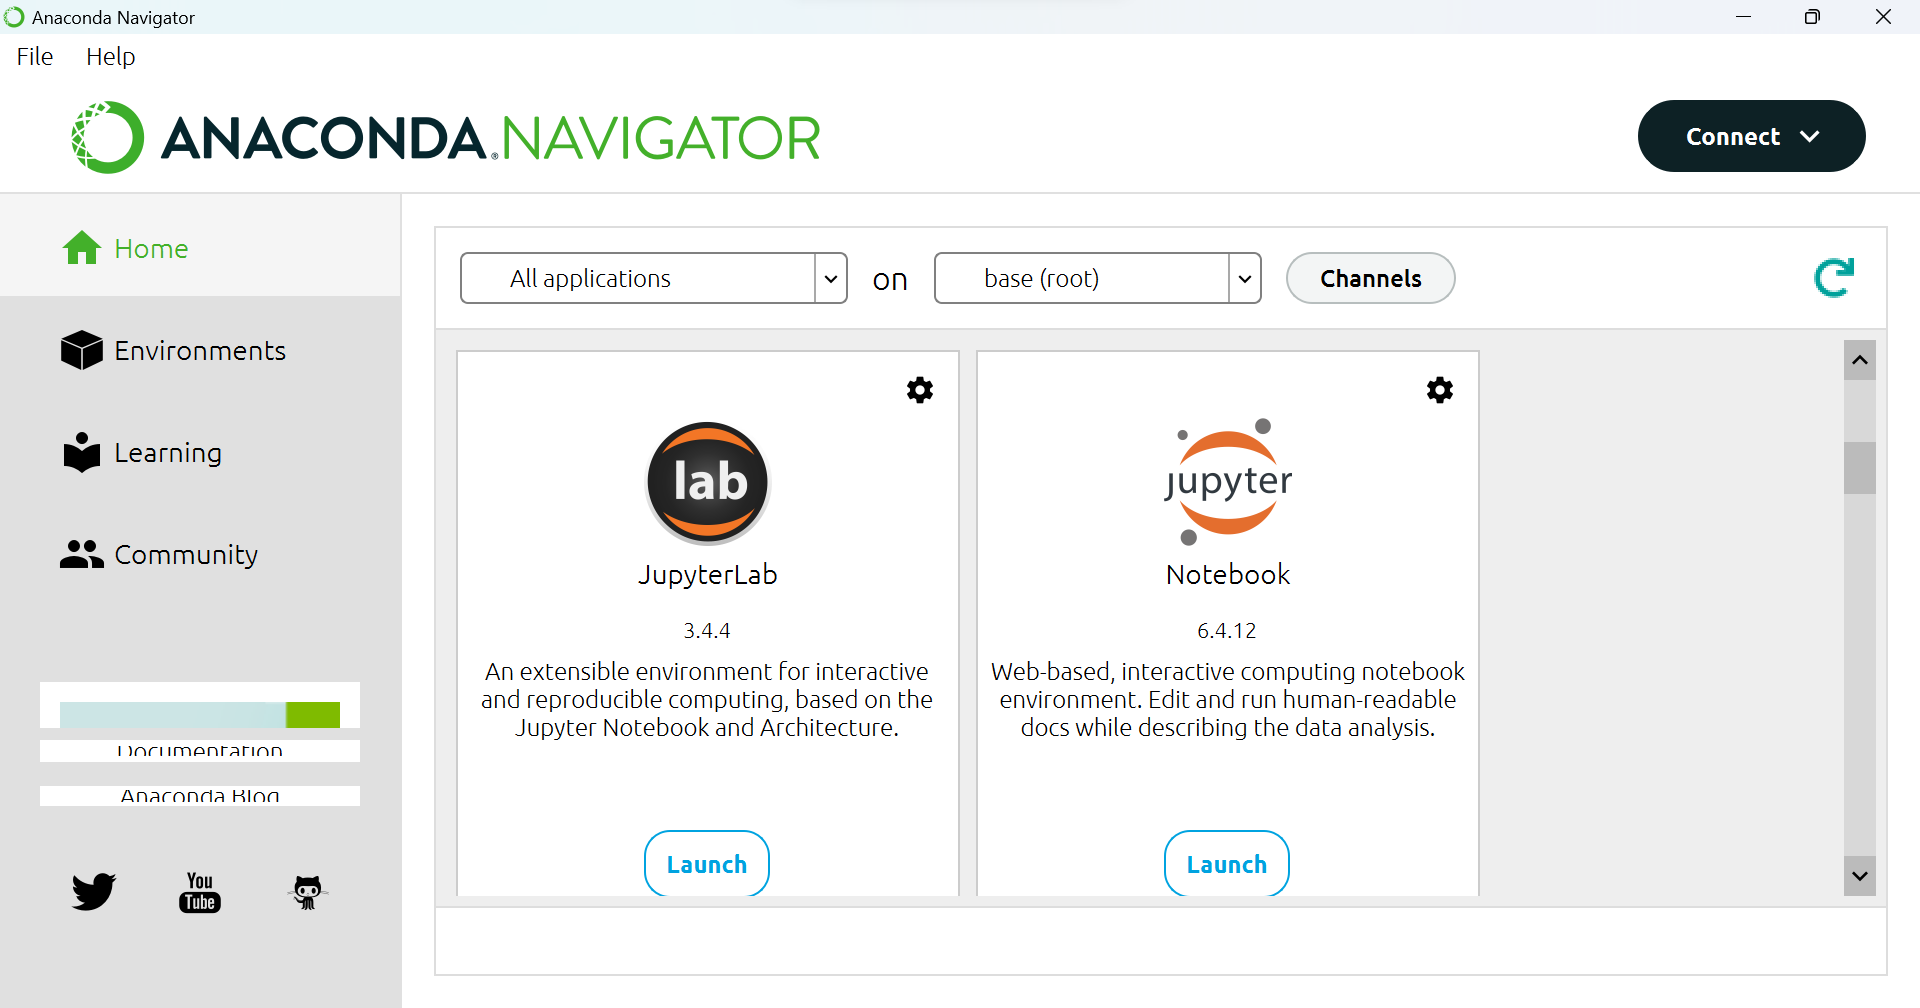 Anaconda Navigator
File Help
ANACONDA.NAVIGATOR
Connect
Home
All applications on base (root) Channels
Environments
Learning
Community
lab
JupyterLab
3.4.4
An extensible environment for interactive
and reproducible computing, based on the
Jupyter Notebook and Architecture.
Launch
jupyter
Notebook
6.4.12
Web-based, interactive computing notebook
environment. Edit and run human-readable
docs while describing the data analysis.
Launch
Documentation
Anaconda Blog
You
Tube